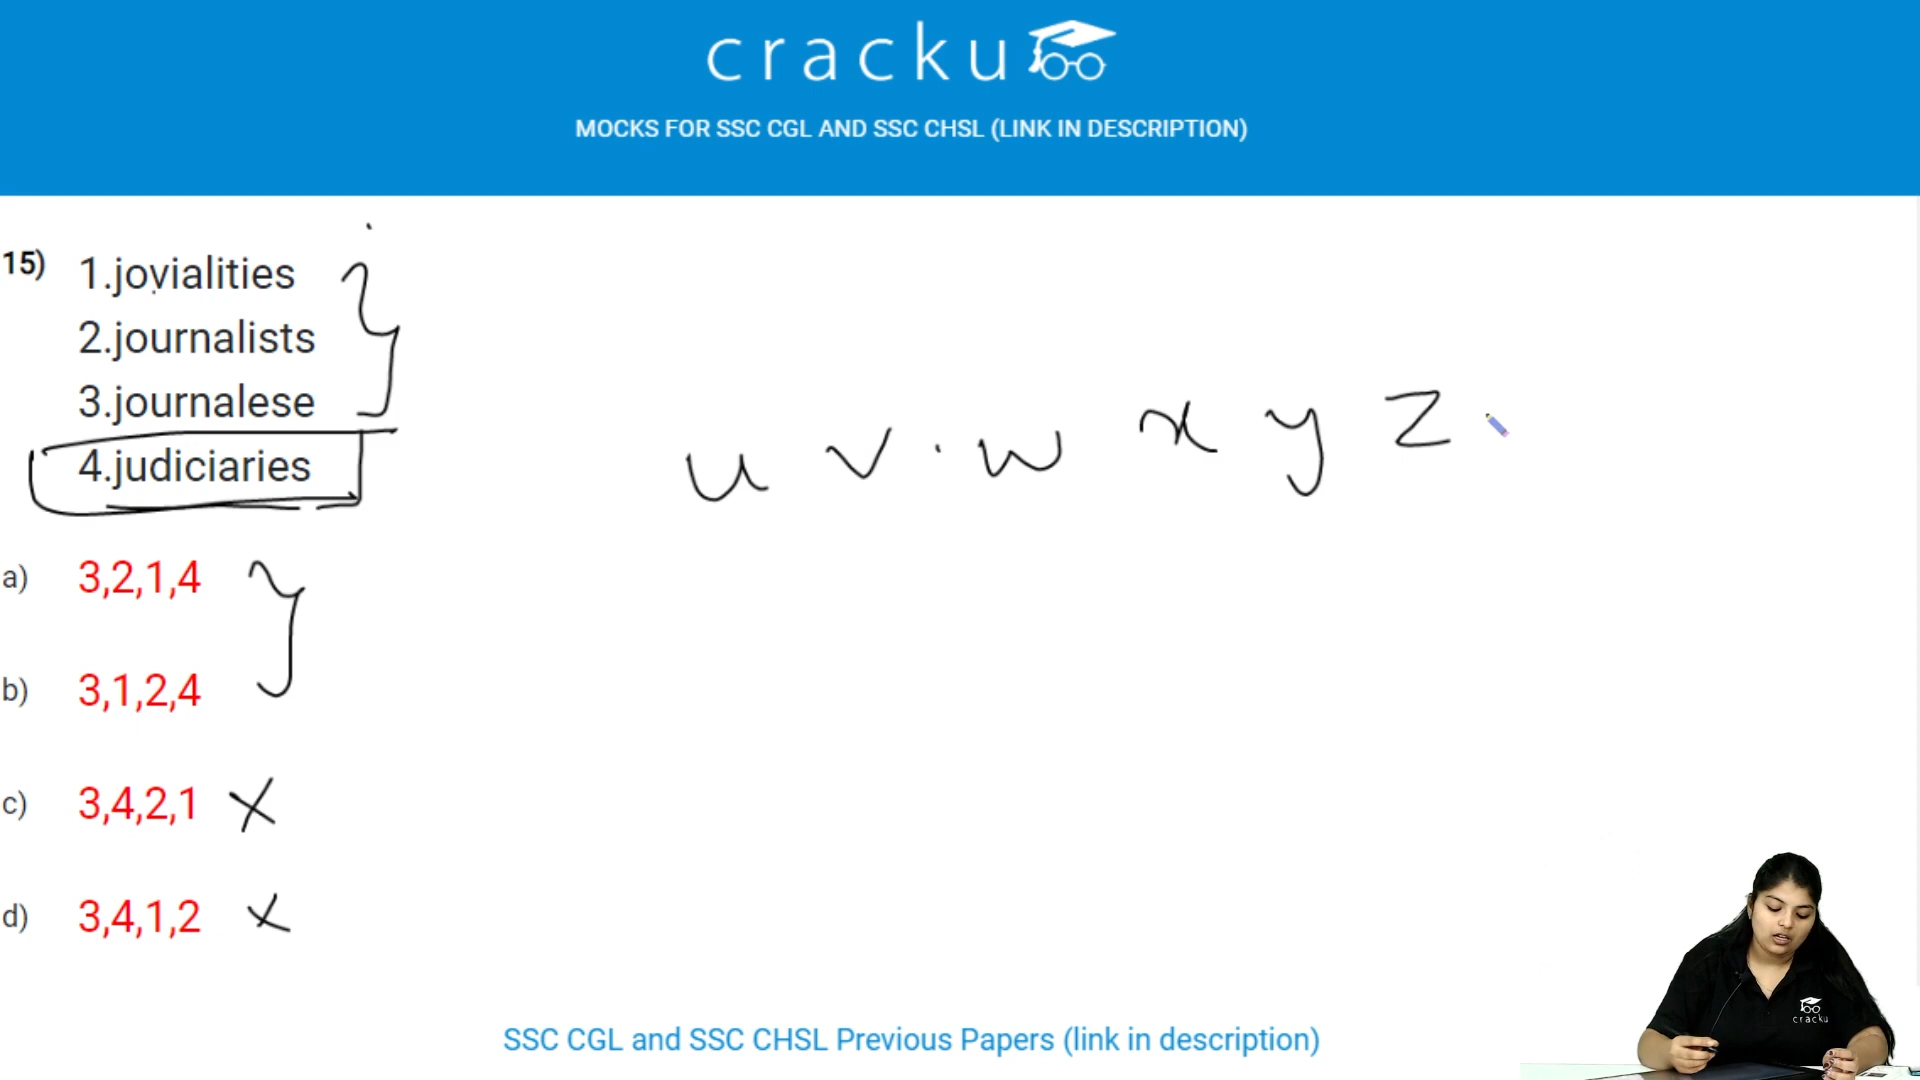 cracku
MOCKS FOR SSC CGL AND SSC CHSL (LINK IN DESCRIPTION)
15) 1.jovialities
2.journalists
3.journalese
4.judiciaries
u v w x y z
a) 3,2,1,4
b) 3,1,2,4
c) 3,4,2,1 x
d) 3,4,1,2 x
cracku
SSC CGL and SSC CHSL Previous Papers (link in description)